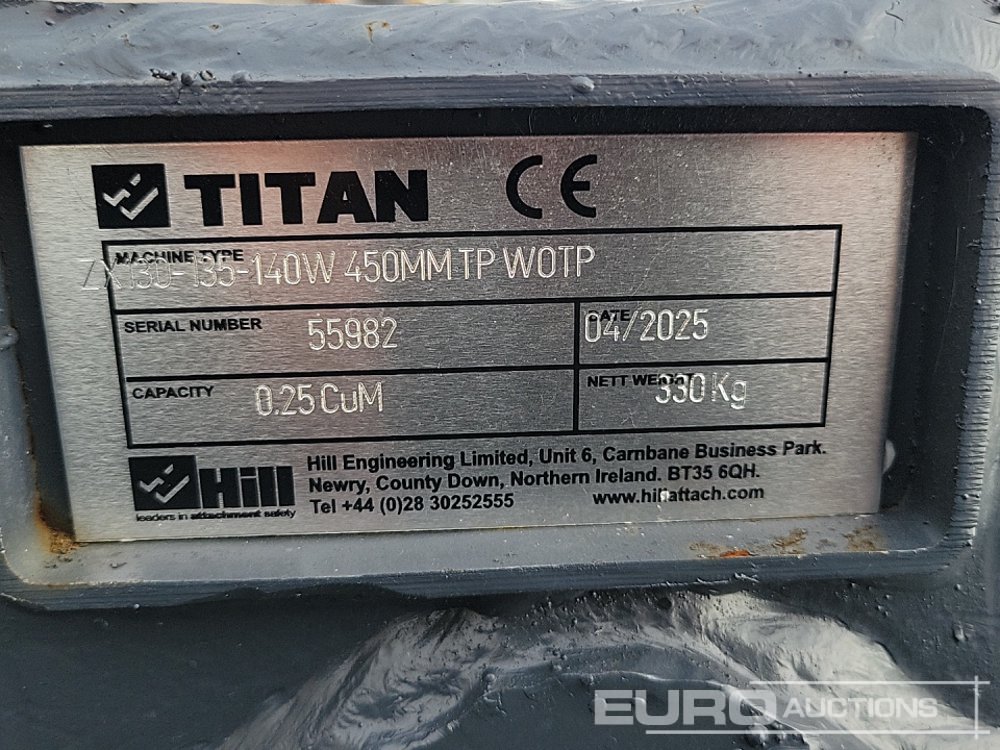 TITAN CE
MACHINE TYPE
ZX130-135-140W 450MM TP WOTP
SERIAL NUMBER 55982 DATE 04/2025
CAPACITY 0.25 CuM NETT WEIGHT 330 Kg
Hill Engineering Limited, Unit 6, Carnbane Business Park.
Hill Newry, County Down, Northern Ireland. BT35 6QH.
leaders in attachment safety Tel +44 (0)28 30252555 www.hillattach.com
EURO AUCTIONS